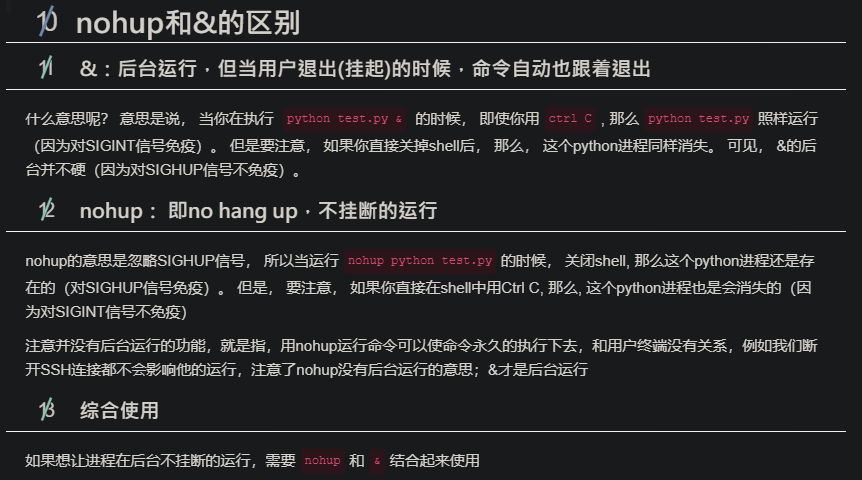 10 nohup和&的区别
11 &：后台运行，但当用户退出(挂起)的时候，命令自动也跟着退出
什么意思呢？ 意思是说， 当你在执行 python test.py & 的时候， 即使你用 ctrl C , 那么 python test.py 照样运行
（因为对SIGINT信号免疫）。 但是要注意， 如果你直接关掉shell后， 那么， 这个python进程同样消失。 可见， &的后
台并不硬（因为对SIGHUP信号不免疫）。
12 nohup： 即no hang up，不挂断的运行
nohup的意思是忽略SIGHUP信号， 所以当运行 nohup python test.py 的时候， 关闭shell, 那么这个python进程还是存
在的（对SIGHUP信号免疫）。 但是， 要注意， 如果你直接在shell中用Ctrl C, 那么, 这个python进程也是会消失的（因
为对SIGINT信号不免疫）
注意并没有后台运行的功能，就是指，用nohup运行命令可以使命令永久的执行下去，和用户终端没有关系，例如我们断
开SSH连接都不会影响他的运行，注意了nohup没有后台运行的意思；&才是后台运行
13 综合使用
如果想让进程在后台不挂断的运行，需要 nohup 和 & 结合起来使用